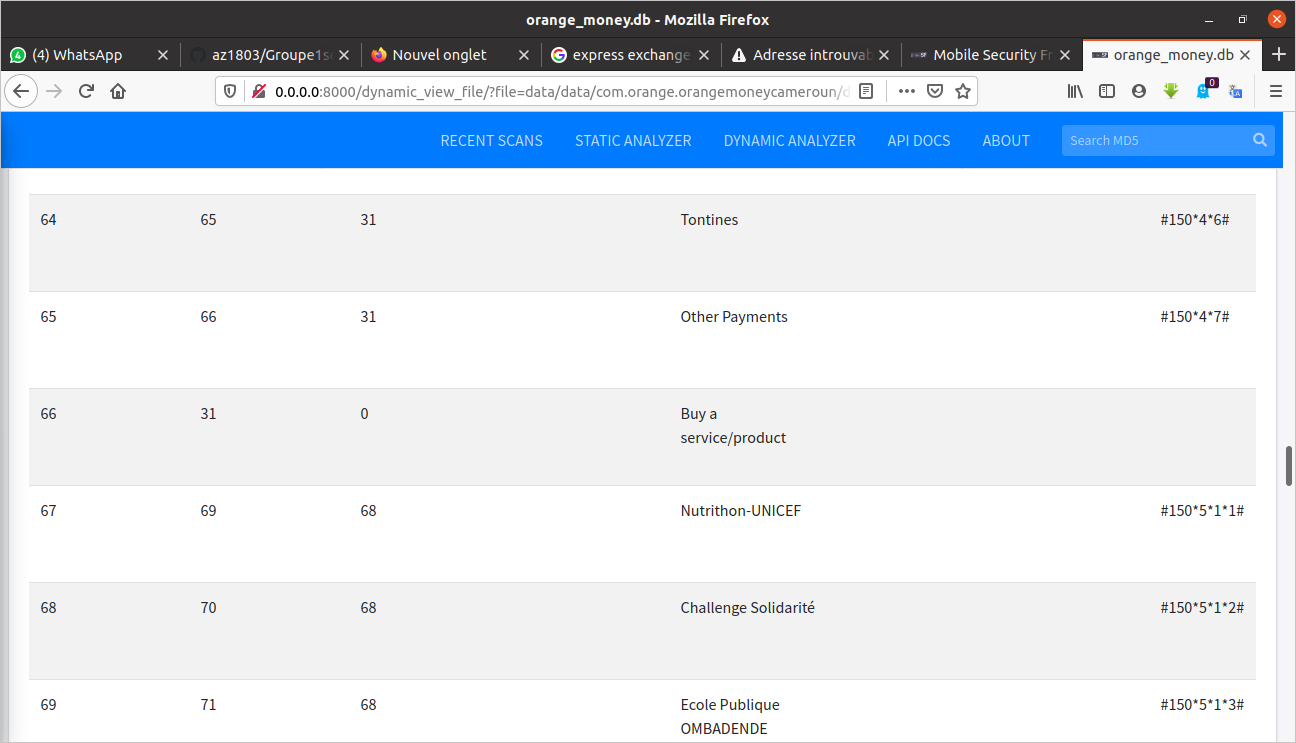 orange_money.db - Mozilla Firefox
(4) WhatsApp
az1803/Groupe1s
Nouvel onglet
express exchange
Adresse introuvab
Mobile Security Fr
orange_money.db
0.0.0.0:8000/dynamic_view_file/?file=data/data/com.orange.orangemoneycameroun/d
0
RECENT SCANS STATIC ANALYZER DYNAMIC ANALYZER API DOCS ABOUT Search MD5
64 65 31 Tontines #150*4*6#
65 66 31 Other Payments #150*4*7#
66 31 0 Buy a
service/product
67 69 68 Nutrithon-UNICEF #150*5*1*1#
68 70 68 Challenge Solidarité #150*5*1*2#
69 71 68 Ecole Publique #150*5*1*3#
OMBADENDE